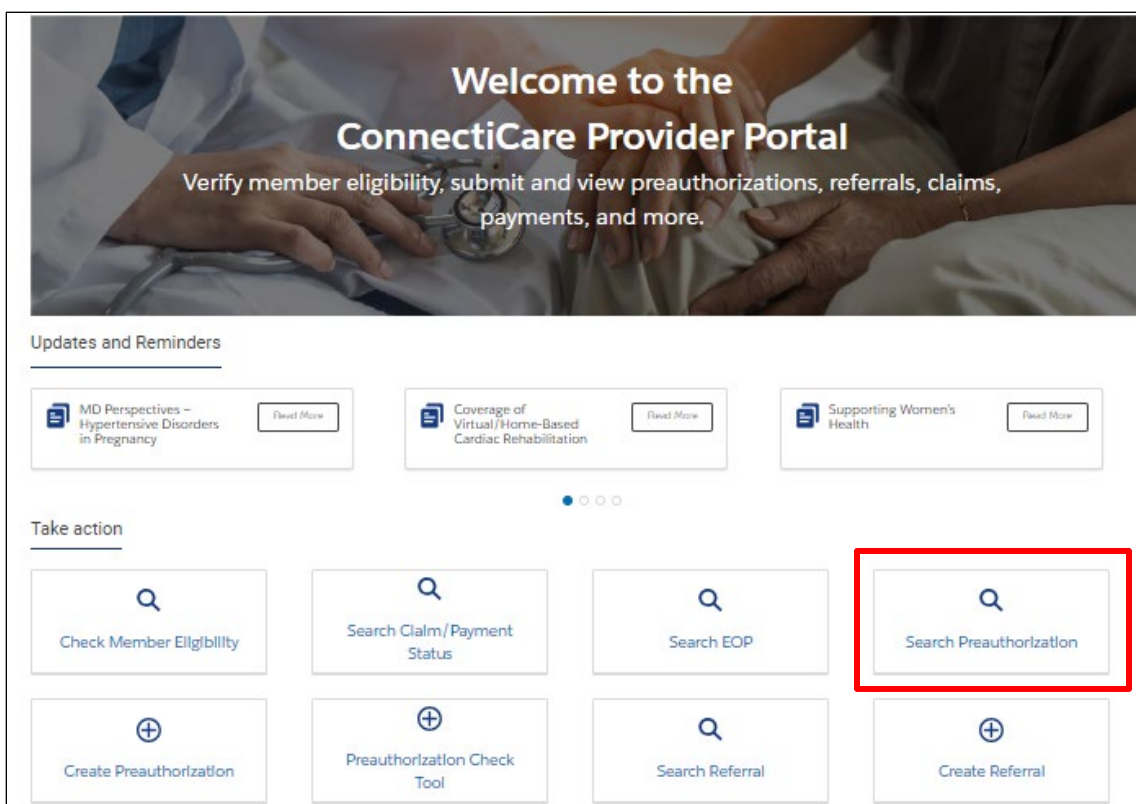 Welcome to the
ConnectiCare Provider Portal
Verify member eligibility, submit and view preauthorizations, referrals, claims,
payments, and more.
Updates and Reminders
MD Perspectives –
Hypertensive Disorders
in Pregnancy
Read More
Coverage of
Virtual/Home-Based
Cardiac Rehabilitation
Read More
Supporting Women's
Health
Read More
Take action
Check Member Eligibility
Search Claim/Payment
Status
Search EOP
Search Preauthorization
Create Preauthorization
Preauthorization Check
Tool
Search Referral
Create Referral